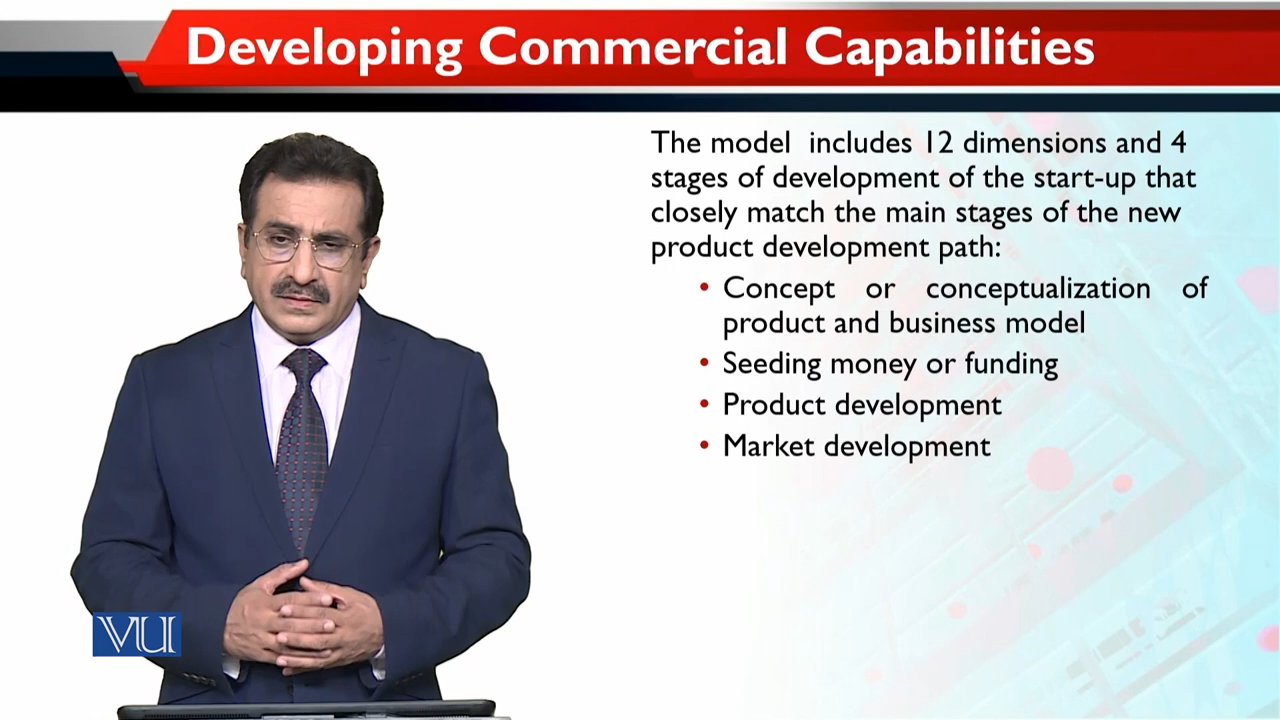 Developing Commercial Capabilities
The model includes 12 dimensions and 4
stages of development of the start-up that
closely match the main stages of the new
product development path:
• Concept or conceptualization of
product and business model
• Seeding money or funding
• Product development
• Market development
VU